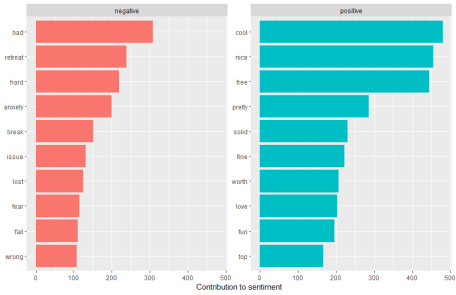 negative
positive
bad
retreat
hard
anxiety
break
issue
lost
fear
fall
wrong
cool
nice
free
pretty
solid
fine
worth
love
fun
top
0 100 200 300 400 500
0 100 200 300 400 500
Contribution to sentiment